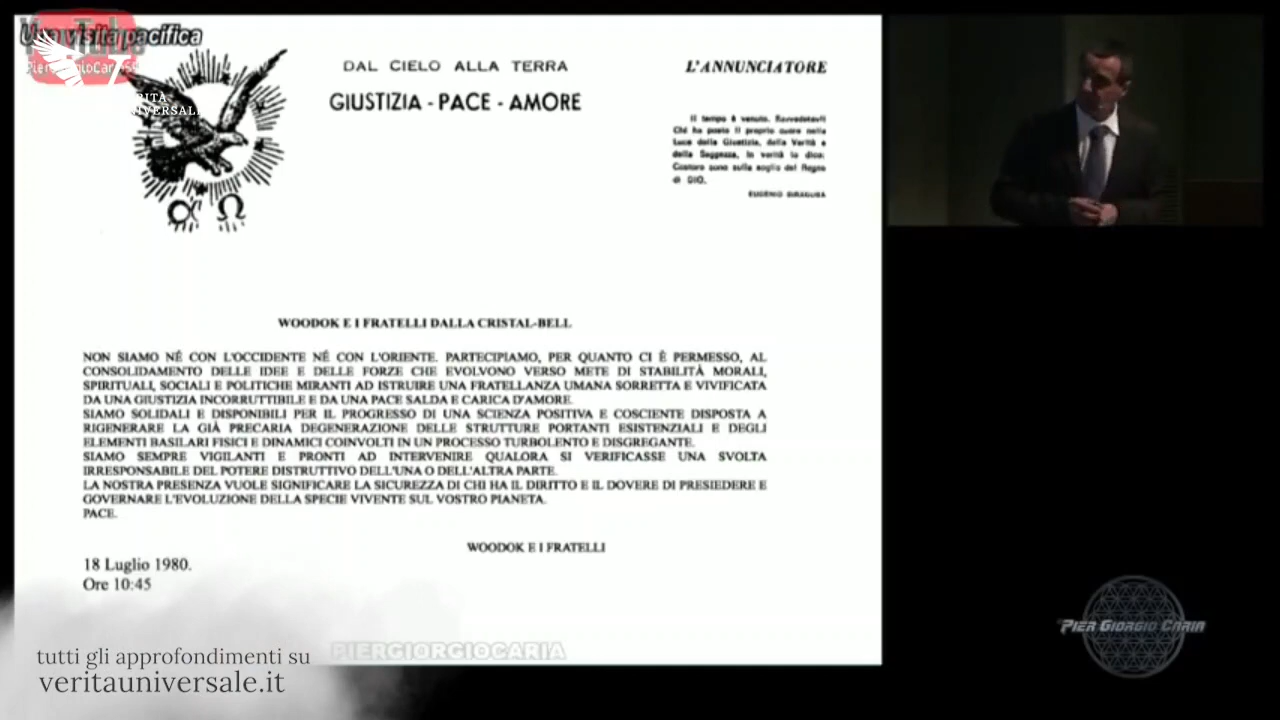 Una visita pacifica
VERITÀ
UNIVERSALE
DAL CIELO ALLA TERRA
GIUSTIZIA - PACE - AMORE
L'ANNUNCIATORE
Il tempo è venuto. Ravvedetevi!
Chi ha posto il proprio cuore nella
Luce della Giustizia, della Verità e
della Saggezza, in verità io dico:
Costoro sono sulla soglia del Regno
di DIO.
EUGENIO SIRAGUSA
α Ω
WOODOK E I FRATELLI DALLA CRISTAL-BELL
NON SIAMO NÉ CON L'OCCIDENTE NÉ CON L'ORIENTE. PARTECIPIAMO, PER QUANTO CI È PERMESSO, AL
CONSOLIDAMENTO DELLE IDEE E DELLE FORZE CHE EVOLVONO VERSO METE DI STABILITÀ MORALI,
SPIRITUALI, SOCIALI E POLITICHE MIRANTI AD ISTRUIRE UNA FRATELLANZA UMANA SORRETTA E VIVIFICATA
DA UNA GIUSTIZIA INCORRUTTIBILE E DA UNA PACE SALDA E CARICA D'AMORE.
SIAMO SOLIDALI E DISPONIBILI PER IL PROGRESSO DI UNA SCIENZA POSITIVA E COSCIENTE DISPOSTA A
RIGENERARE LA GIÀ PRECARIA DEGENERAZIONE DELLE STRUTTURE PORTANTI ESISTENZIALI E DEGLI
ELEMENTI BASILARI FISICI E DINAMICI COINVOLTI IN UN PROCESSO TURBOLENTO E DISGREGANTE.
SIAMO SEMPRE VIGILANTI E PRONTI AD INTERVENIRE QUALORA SI VERIFICASSE UNA SVOLTA
IRRESPONSABILE DEL POTERE DISTRUTTIVO DELL'UNA O DELL'ALTRA PARTE.
LA NOSTRA PRESENZA VUOLE SIGNIFICARE LA SICUREZZA DI CHI HA IL DIRITTO E IL DOVERE DI PRESIEDERE E
GOVERNARE L'EVOLUZIONE DELLA SPECIE VIVENTE SUL VOSTRO PIANETA.
PACE.
WOODOK E I FRATELLI
18 Luglio 1980.
Ore 10:45
PIERGIORGIOCARIA
tutti gli approfondimenti su
veritauniversale.it
PIER GIORGIO CARIA